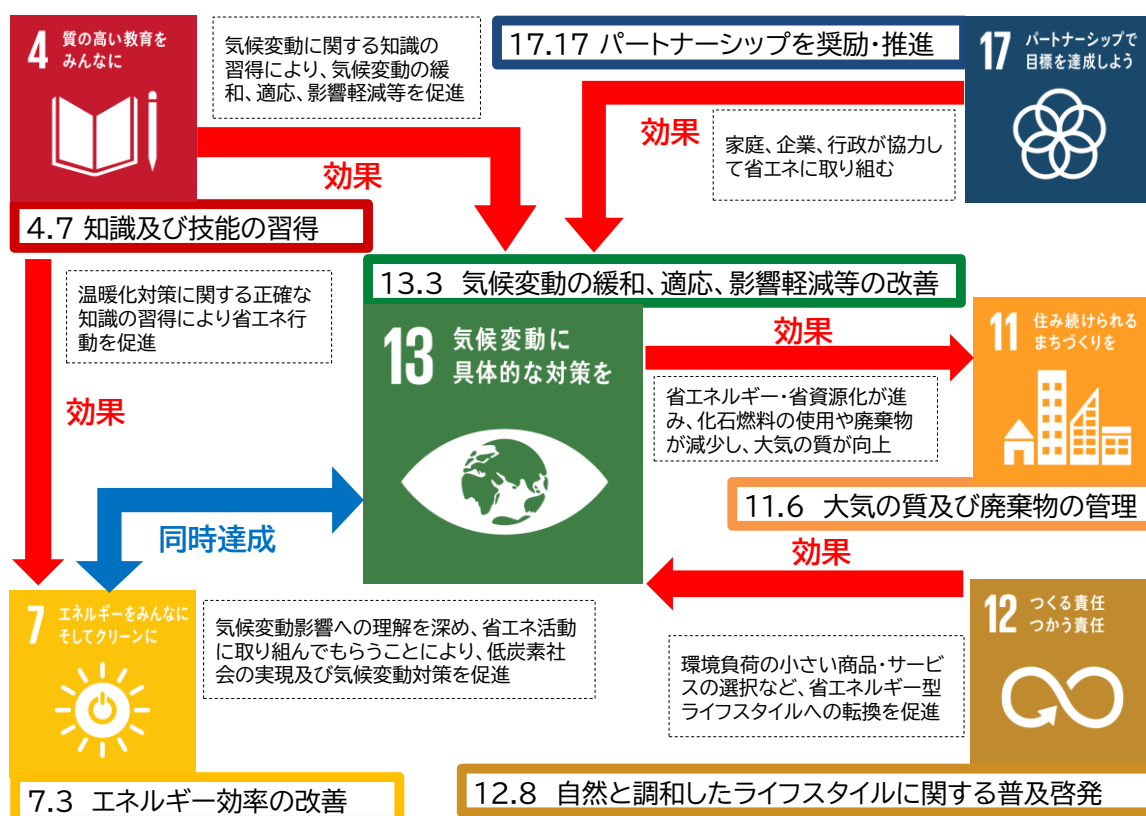 4 質の高い教育を
みんなに
気候変動に関する知識の
習得により、気候変動の緩
和、適応、影響軽減等を促進
17.17 パートナーシップを奨励・推進
17 パートナーシップで
目標を達成しよう
効果
効果
家庭、企業、行政が協力し
て省エネに取り組む
4.7 知識及び技能の習得
温暖化対策に関する正確な
知識の習得により省エネ行
動を促進
効果
13.3 気候変動の緩和、適応、影響軽減等の改善
13 気候変動に
具体的な対策を
効果
11 住み続けられる
まちづくりを
省エネルギー・省資源化が進
み、化石燃料の使用や廃棄物
が減少し、大気の質が向上
11.6 大気の質及び廃棄物の管理
同時達成
効果
7 エネルギーをみんなに
そしてクリーンに
気候変動影響への理解を深め、省エネ活動
に取り組んでもらうことにより、低炭素社
会の実現及び気候変動対策を促進
12 つくる責任
つかう責任
環境負荷の小さい商品・サービ
スの選択など、省エネルギー型
ライフスタイルへの転換を促進
7.3 エネルギー効率の改善
12.8 自然と調和したライフスタイルに関する普及啓発